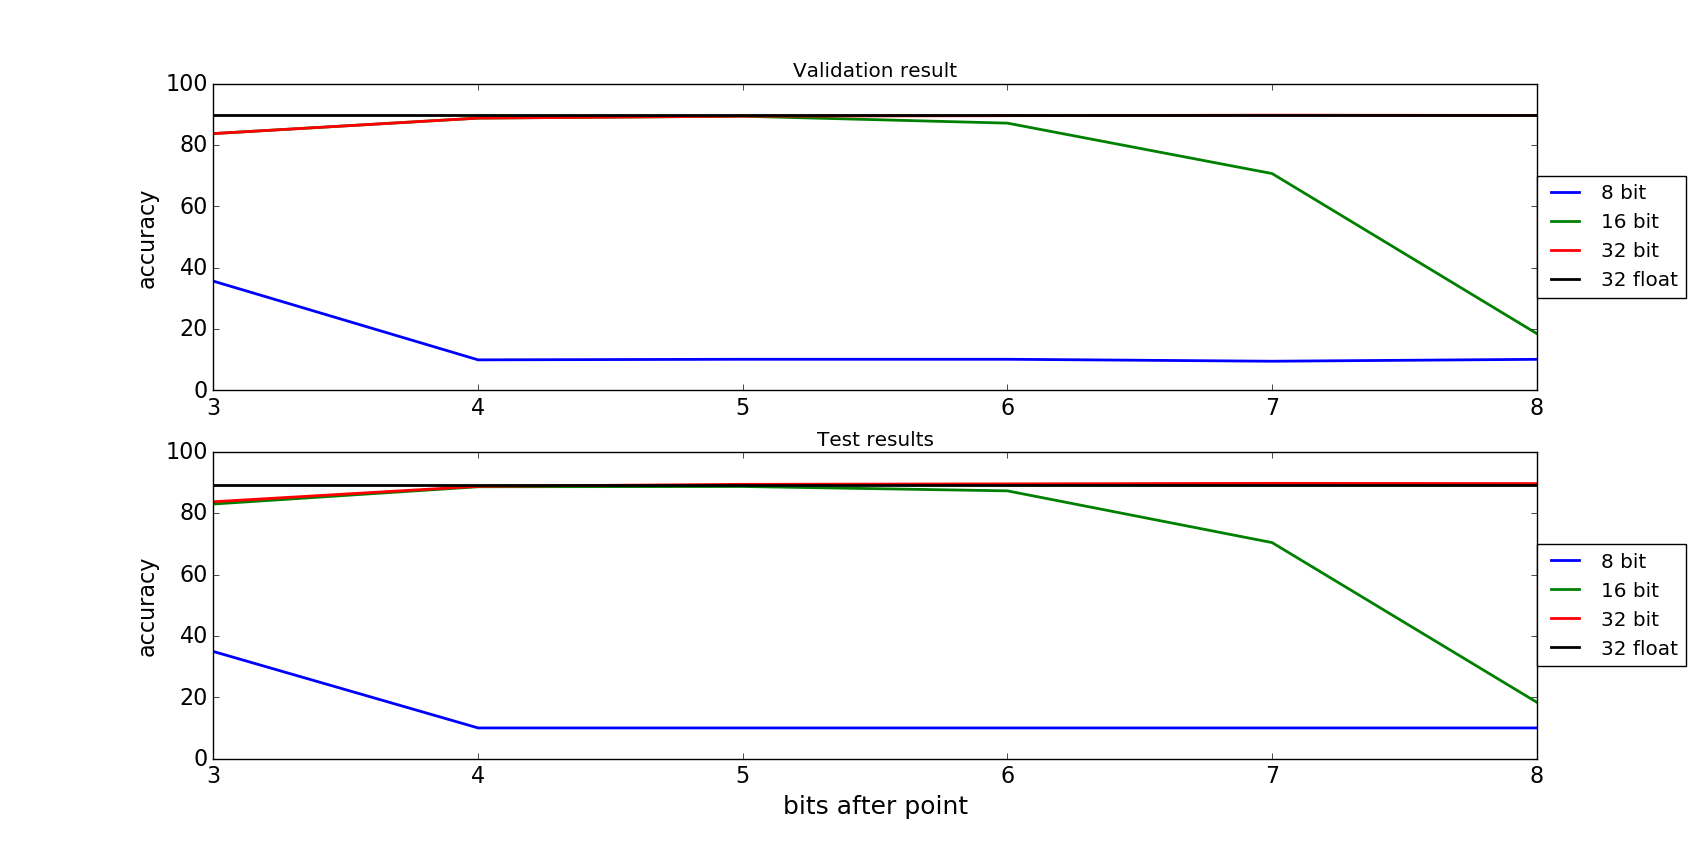 Validation result
100
80
60
40
20
0
accuracy
3 4 5 6 7 8
8 bit
16 bit
32 bit
32 float
Test results
100
80
60
40
20
0
accuracy
3 4 5 6 7 8
bits after point
8 bit
16 bit
32 bit
32 float